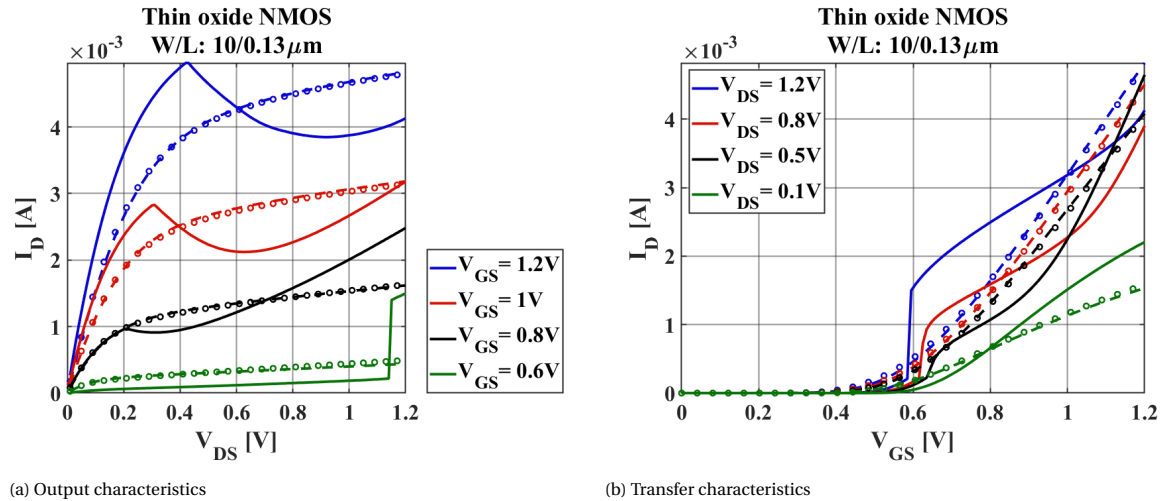 Thin oxide NMOS
W/L: 10/0.13μm
×10⁻³
I_D [A]
4
3
2
1
0
0
0.2
0.4
0.6
0.8
1
1.2
V_DS [V]
V_GS = 1.2V
V_GS = 1V
V_GS = 0.8V
V_GS = 0.6V
(a) Output characteristics
Thin oxide NMOS
W/L: 10/0.13μm
×10⁻³
I_D [A]
4
3
2
1
0
0
0.2
0.4
0.6
0.8
1
1.2
V_GS [V]
V_DS = 1.2V
V_DS = 0.8V
V_DS = 0.5V
V_DS = 0.1V
(b) Transfer characteristics